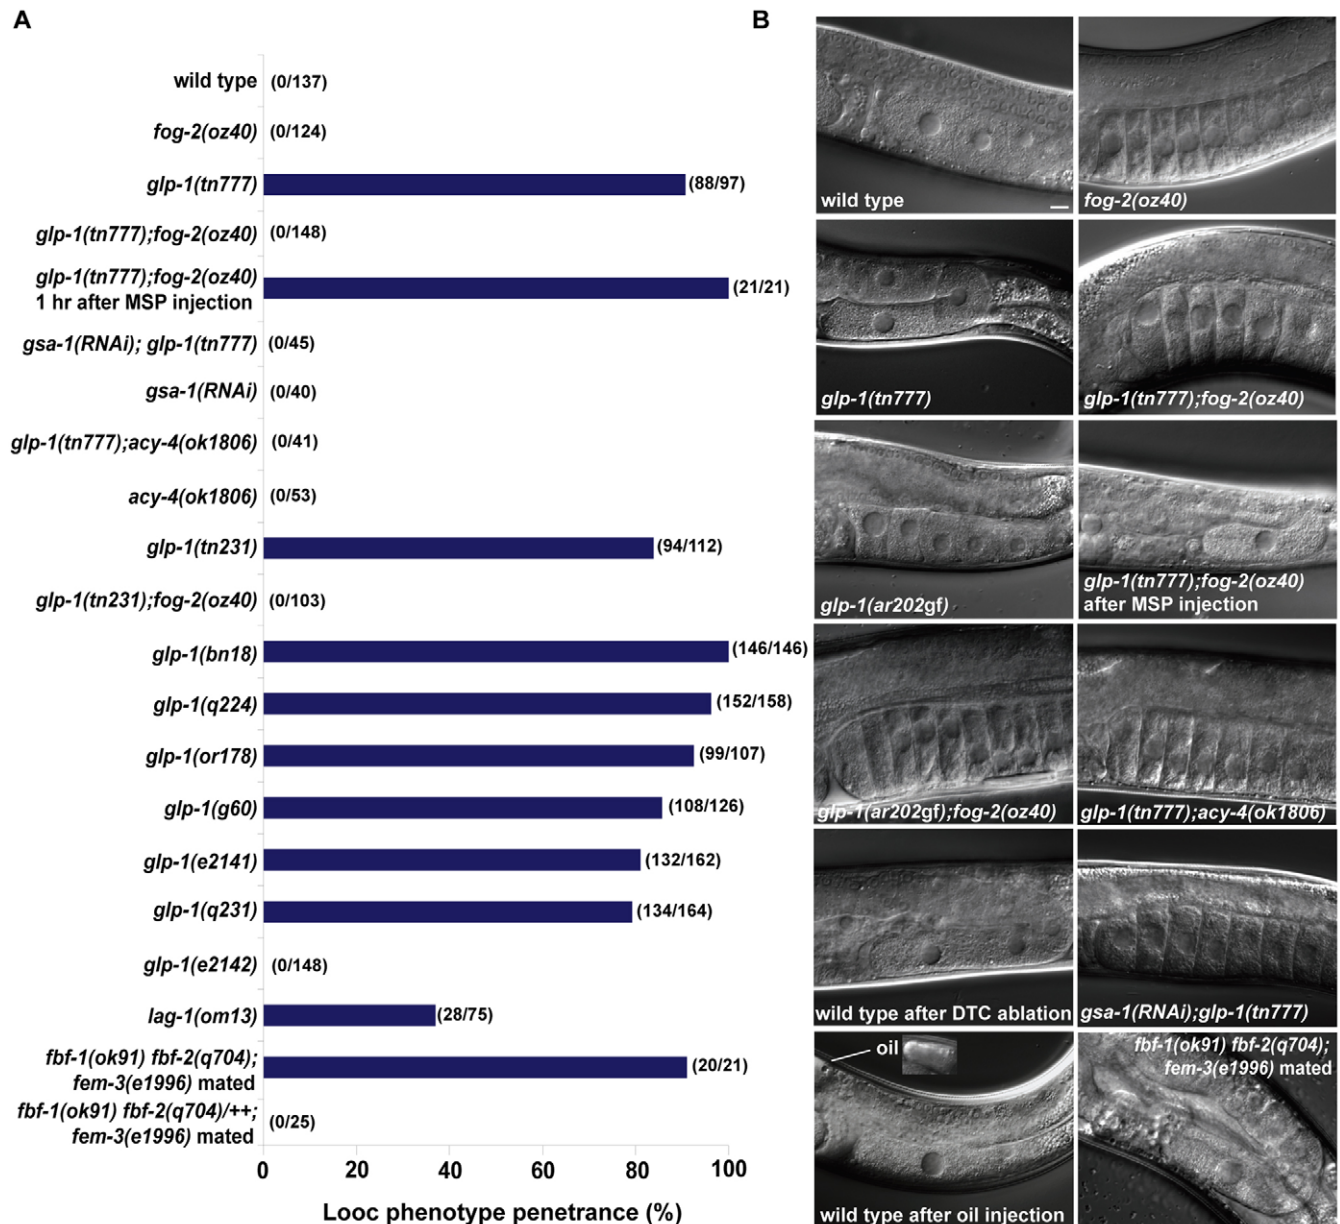 A
wild type (0/137)
fog-2(oz40) (0/124)
glp-1(tn777) (88/97)
glp-1(tn777);fog-2(oz40) (0/148)
glp-1(tn777);fog-2(oz40)
1 hr after MSP injection (21/21)
gsa-1(RNAi); glp-1(tn777) (0/45)
gsa-1(RNAi) (0/40)
glp-1(tn777);acy-4(ok1806) (0/41)
acy-4(ok1806) (0/53)
glp-1(tn231) (94/112)
glp-1(tn231);fog-2(oz40) (0/103)
glp-1(bn18) (146/146)
glp-1(q224) (152/158)
glp-1(or178) (99/107)
glp-1(g60) (108/126)
glp-1(e2141) (132/162)
glp-1(q231) (134/164)
glp-1(e2142) (0/148)
lag-1(om13) (28/75)
fbf-1(ok91) fbf-2(q704);
fem-3(e1996) mated (20/21)
fbf-1(ok91) fbf-2(q704)/++;
fem-3(e1996) mated (0/25)
0 20 40 60 80 100
Looc phenotype penetrance (%)
B
wild type
fog-2(oz40)
glp-1(tn777)
glp-1(tn777);fog-2(oz40)
glp-1(ar202gf)
glp-1(tn777);fog-2(oz40)
after MSP injection
glp-1(ar202gf);fog-2(oz40)
glp-1(tn777);acy-4(ok1806)
wild type after DTC ablation
gsa-1(RNAi);glp-1(tn777)
oil
wild type after oil injection
fbf-1(ok91) fbf-2(q704);
fem-3(e1996) mated